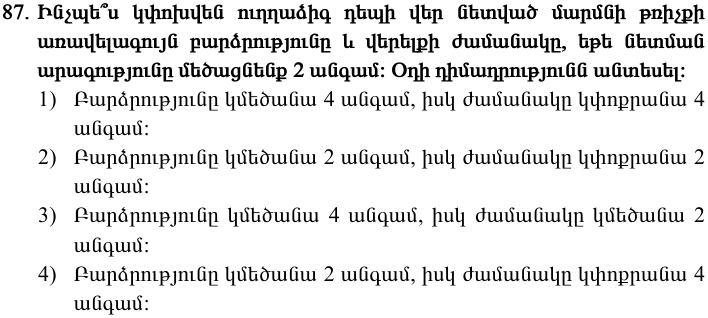 87. Ինչպե՞ս կփոխվեն ուղղաձիգ դեպի վեր նետված մարմնի թռիչքի
առավելագույն բարձրությունը և վերելքի ժամանակը, եթե նետման
արագությունը մեծացնենք 2 անգամ: Օդի դիմադրությունն անտեսել:
1) Բարձրությունը կմեծանա 4 անգամ, իսկ ժամանակը կփոքրանա 4
անգամ:
2) Բարձրությունը կմեծանա 2 անգամ, իսկ ժամանակը կփոքրանա 2
անգամ:
3) Բարձրությունը կմեծանա 4 անգամ, իսկ ժամանակը կմեծանա 2
անգամ:
4) Բարձրությունը կմեծանա 2 անգամ, իսկ ժամանակը կփոքրանա 4
անգամ: